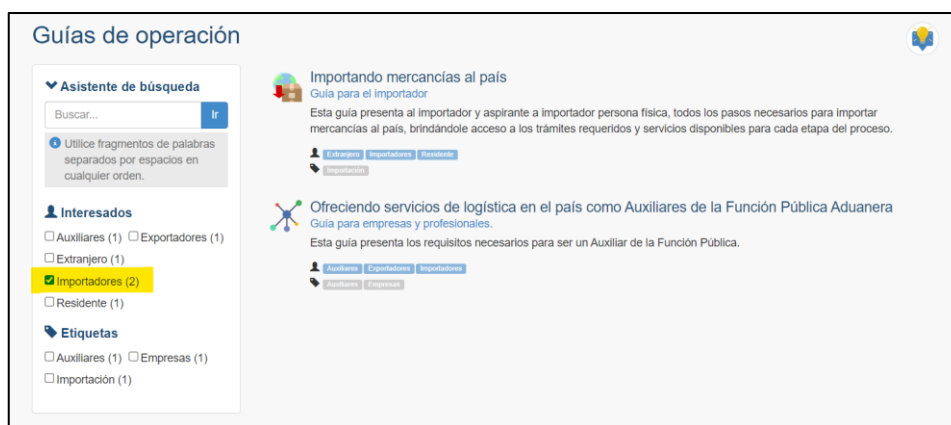 Guías de operación
Asistente de búsqueda
Buscar...
Ir
Utilice fragmentos de palabras
separados por espacios en
cualquier orden.
Interesados
Auxiliares (1) Exportadores (1)
Extranjero (1)
Importadores (2)
Residente (1)
Etiquetas
Auxiliares (1) Empresas (1)
Importación (1)
Importando mercancías al país
Guía para el importador
Esta guía presenta al importador y aspirante a importador persona física, todos los pasos necesarios para importar
mercancías al país, brindándole acceso a los trámites requeridos y servicios disponibles para cada etapa del proceso.
Extranjero Importadores Residente
Importación
Ofreciendo servicios de logística en el país como Auxiliares de la Función Pública Aduanera
Guía para empresas y profesionales.
Esta guía presenta los requisitos necesarios para ser un Auxiliar de la Función Pública.
Auxiliares Exportadores Importadores
Auxiliares Empresas